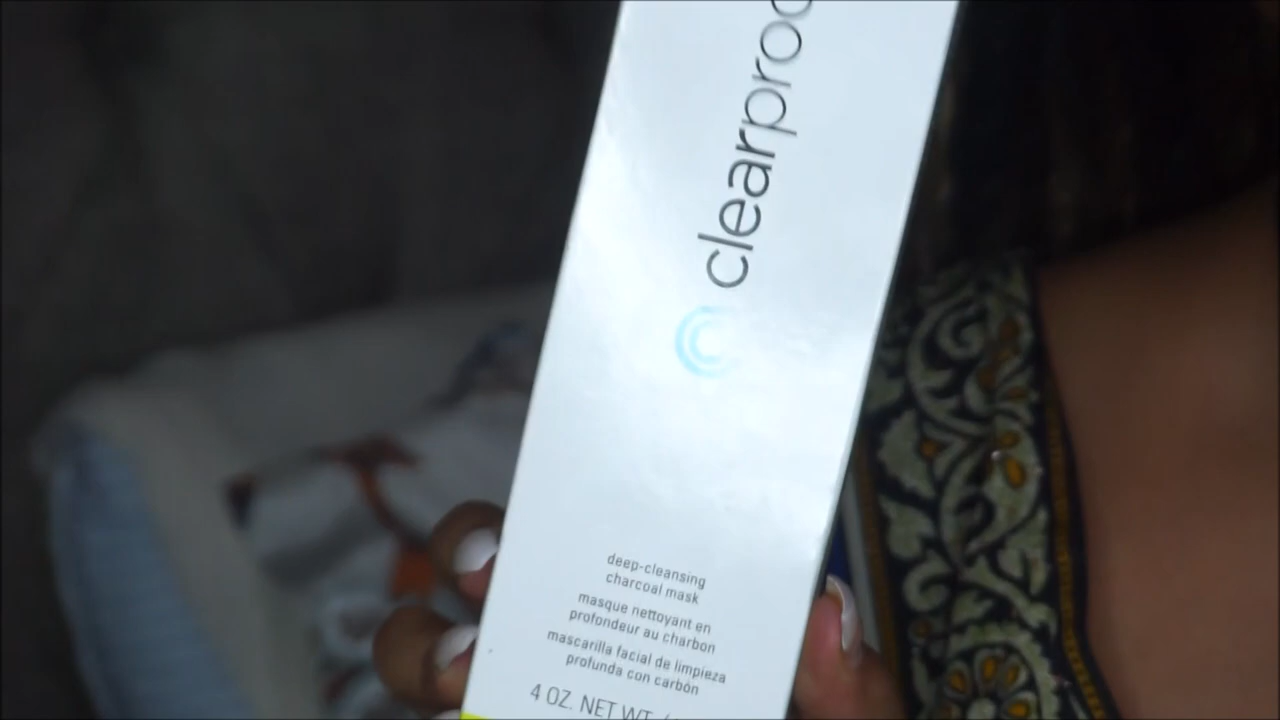 clearproo
deep-cleansing
charcoal mask
masque nettoyant en
profondeur au charbon
mascarilla facial de limpieza
profunda con carbón
4 OZ. NET WT.